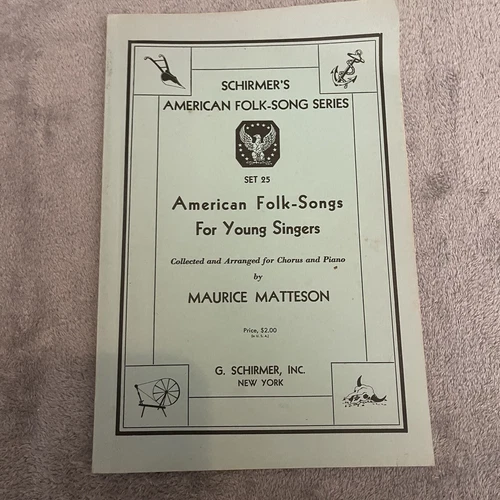 SCHIRMER'S
AMERICAN FOLK-SONG SERIES
SET 25
American Folk-Songs
For Young Singers
Collected and Arranged for Chorus and Piano
by
MAURICE MATTESON
Price, $2.00
(In U. S. A.)
G. SCHIRMER, INC.
NEW YORK